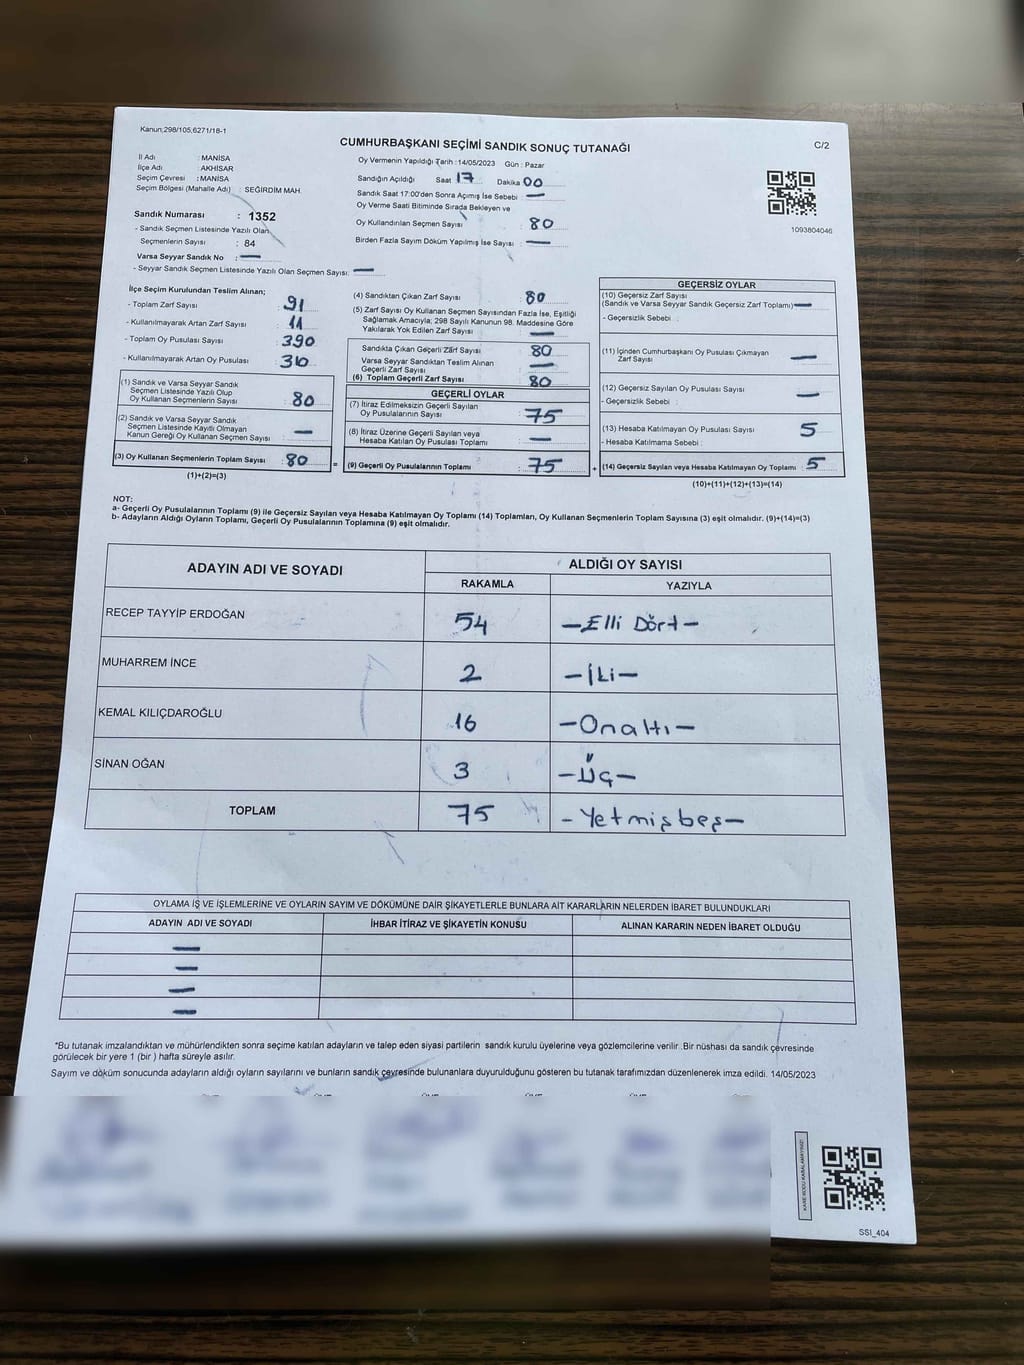 Kanun;298/105,6271/18-1
CUMHURBAŞKANI SEÇİMİ SANDIK SONUÇ TUTANAĞI
C/2
İl Adı : MANİSA
İlçe Adı : AKHİSAR
Seçim Çevresi : MANİSA
Seçim Bölgesi (Mahalle Adı) : SEĞİRDİM MAH.
Sandık Numarası : 1352
- Sandık Seçmen Listesinde Yazılı Olan
Seçmenlerin Sayısı : 84
Varsa Seyyar Sandık No : —
- Seyyar Sandık Seçmen Listesinde Yazılı Olan Seçmen Sayısı: —
Oy Vermenin Yapıldığı Tarih :14/05/2023 Gün : Pazar
Sandığın Açıldığı Saat 17 Dakika 00
Sandık Saat 17:00'den Sonra Açımış İse Sebebi : —
Oy Verme Saati Bitiminde Sırada Bekleyen ve
Oy Kullandırılan Seçmen Sayısı : 80
Birden Fazla Sayım Döküm Yapılmış İse Sayısı : —
1093804046
İlçe Seçim Kurulundan Teslim Alınan;
- Toplam Zarf Sayısı : 91
- Kullanılmayarak Artan Zarf Sayısı : 11
- Toplam Oy Pusulası Sayısı : 390
- Kullanılmayarak Artan Oy Pusulası : 310
(1) Sandık ve Varsa Seyyar Sandık
Seçmen Listesinde Yazılı Olup
Oy Kullanan Seçmenlerin Sayısı : 80
(2) Sandık ve Varsa Seyyar Sandık
Seçmen Listesinde Kayıtlı Olmayan
Kanun Gereği Oy Kullanan Seçmen Sayısı : —
(3) Oy Kullanan Seçmenlerin Toplam Sayısı : 80
(1)+(2)=(3)
(4) Sandıktan Çıkan Zarf Sayısı : 80
(5) Zarf Sayısı Oy Kullanan Seçmen Sayısından Fazla İse, Eşitliği
Sağlamak Amacıyla; 298 Sayılı Kanunun 98. Maddesine Göre
Yakılarak Yok Edilen Zarf Sayısı : —
Sandıkta Çıkan Geçerli Zarf Sayısı : 80
Varsa Seyyar Sandıktan Teslim Alınan
Geçerli Zarf Sayısı : —
(6) Toplam Geçerli Zarf Sayısı : 80
GEÇERLİ OYLAR
(7) İtiraz Edilmeksizin Geçerli Sayılan
Oy Pusulalarının Sayısı : 75
(8) İtiraz Üzerine Geçerli Sayılan veya
Hesaba Katılan Oy Pusulası Toplamı : —
= (9) Geçerli Oy Pusulalarının Toplamı : 75
GEÇERSİZ OYLAR
(10) Geçersiz Zarf Sayısı
(Sandık ve Varsa Seyyar Sandık Geçersiz Zarf Toplamı) —
- Geçersizlik Sebebi :
(11) İçinden Cumhurbaşkanı Oy Pusulası Çıkmayan
Zarf Sayısı : —
(12) Geçersiz Sayılan Oy Pusulası Sayısı : —
- Geçersizlik Sebebi :
(13) Hesaba Katılmayan Oy Pusulası Sayısı : 5
- Hesaba Katılmama Sebebi :
+ (14) Geçersiz Sayılan veya Hesaba Katılmayan Oy Toplamı : 5
(10)+(11)+(12)+(13)=(14)
NOT:
a- Geçerli Oy Pusulalarının Toplamı (9) ile Geçersiz Sayılan veya Hesaba Katılmayan Oy Toplamı (14) Toplamları, Oy Kullanan Seçmenlerin Toplam Sayısına (3) eşit olmalıdır. (9)+(14)=(3)
b- Adayların Aldığı Oyların Toplamı, Geçerli Oy Pusulalarının Toplamına (9) eşit olmalıdır.
ADAYIN ADI VE SOYADI
ALDIĞI OY SAYISI
RAKAMLA YAZIYLA
RECEP TAYYİP ERDOĞAN 54 —Elli Dört—
MUHARREM İNCE 2 —İki—
KEMAL KILIÇDAROĞLU 16 —Onaltı—
SİNAN OĞAN 3 —Üç—
TOPLAM 75 —Yetmişbeş—
OYLAMA İŞ VE İŞLEMLERİNE VE OYLARIN SAYIM VE DÖKÜMÜNE DAİR ŞİKAYETLERLE BUNLARA AİT KARARLARIN NELERDEN İBARET BULUNDUKLARI
ADAYIN ADI VE SOYADI İHBAR İTİRAZ VE ŞİKAYETİN KONUSU ALINAN KARARIN NEDEN İBARET OLDUĞU
—
—
—
—
*Bu tutanak imzalandıktan ve mühürlendikten sonra seçime katılan adayların ve talep eden siyasi partilerin sandık kurulu üyelerine veya gözlemcilerine verilir. Bir nüshası da sandık çevresinde
görülecek bir yere 1 (bir ) hafta süreyle asılır.
Sayım ve döküm sonucunda adayların aldığı oyların sayılarını ve bunların sandık çevresinde bulunanlara duyurulduğunu gösteren bu tutanak tarafımızdan düzenlenerek imza edildi. 14/05/2023
KARE KODU KARALAMAYINIZ!
SSI_404